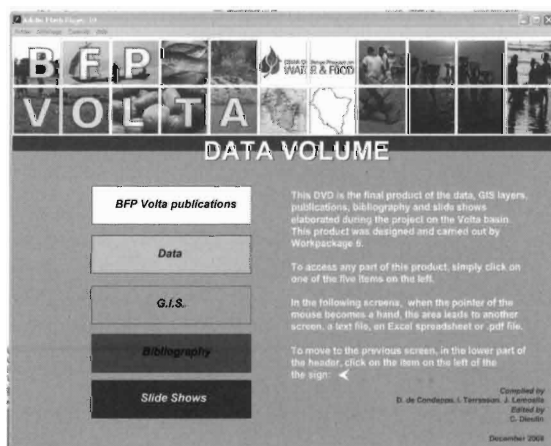 Adobe Flash Player 10
B F P
WATER & FOOD
V O L T A
DATA VOLUME
BFP Volta publications
Data
G.I.S.
Bibliography
Slide Shows
This DVD is the final product of the data, GIS layers,
publications, bibliography and slide shows
elaborated during the project on the Volta basin.
This product was designed and carried out by
Workpackage 6.
To access any part of this product, simply click on
one of the five items on the left.
In the following screens, when the pointer of the
mouse becomes a hand, the area leads to another
screen, a text file, an Excel spreadsheet or .pdf file.
To move to the previous screen, in the lower part of
the header, click on the item on the left of the
the sign:
Compiled by
D. de Condappa, I. Terrasson, J. Lemoalle
Edited by
C. Dieulin
December 2009